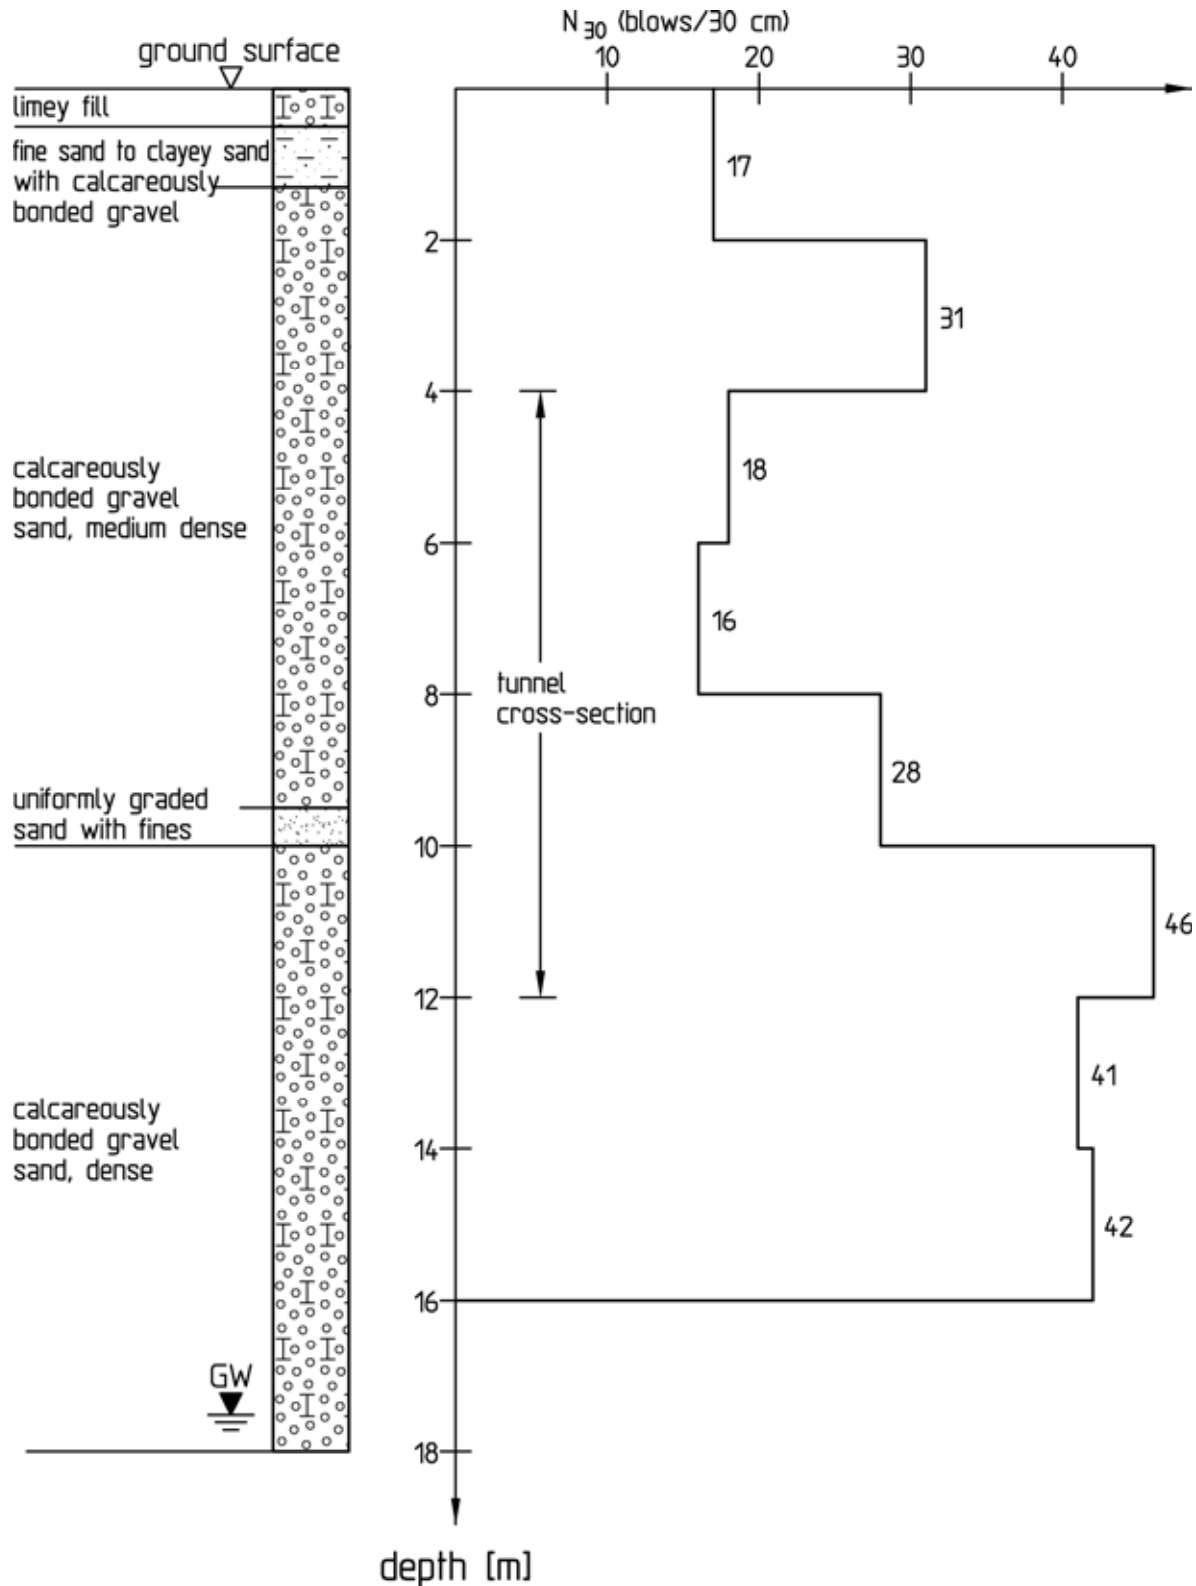 N30 (blows/30 cm)
ground surface
10 20 30 40
limey fill
fine sand to clayey sand
with calcareously
bonded gravel
17
2
31
4
calcareously
bonded gravel
sand, medium dense
18
6
16
tunnel
cross-section
8
28
uniformly graded
sand with fines
10
46
12
41
calcareously
bonded gravel
sand, dense
14
42
16
GW
18
depth [m]